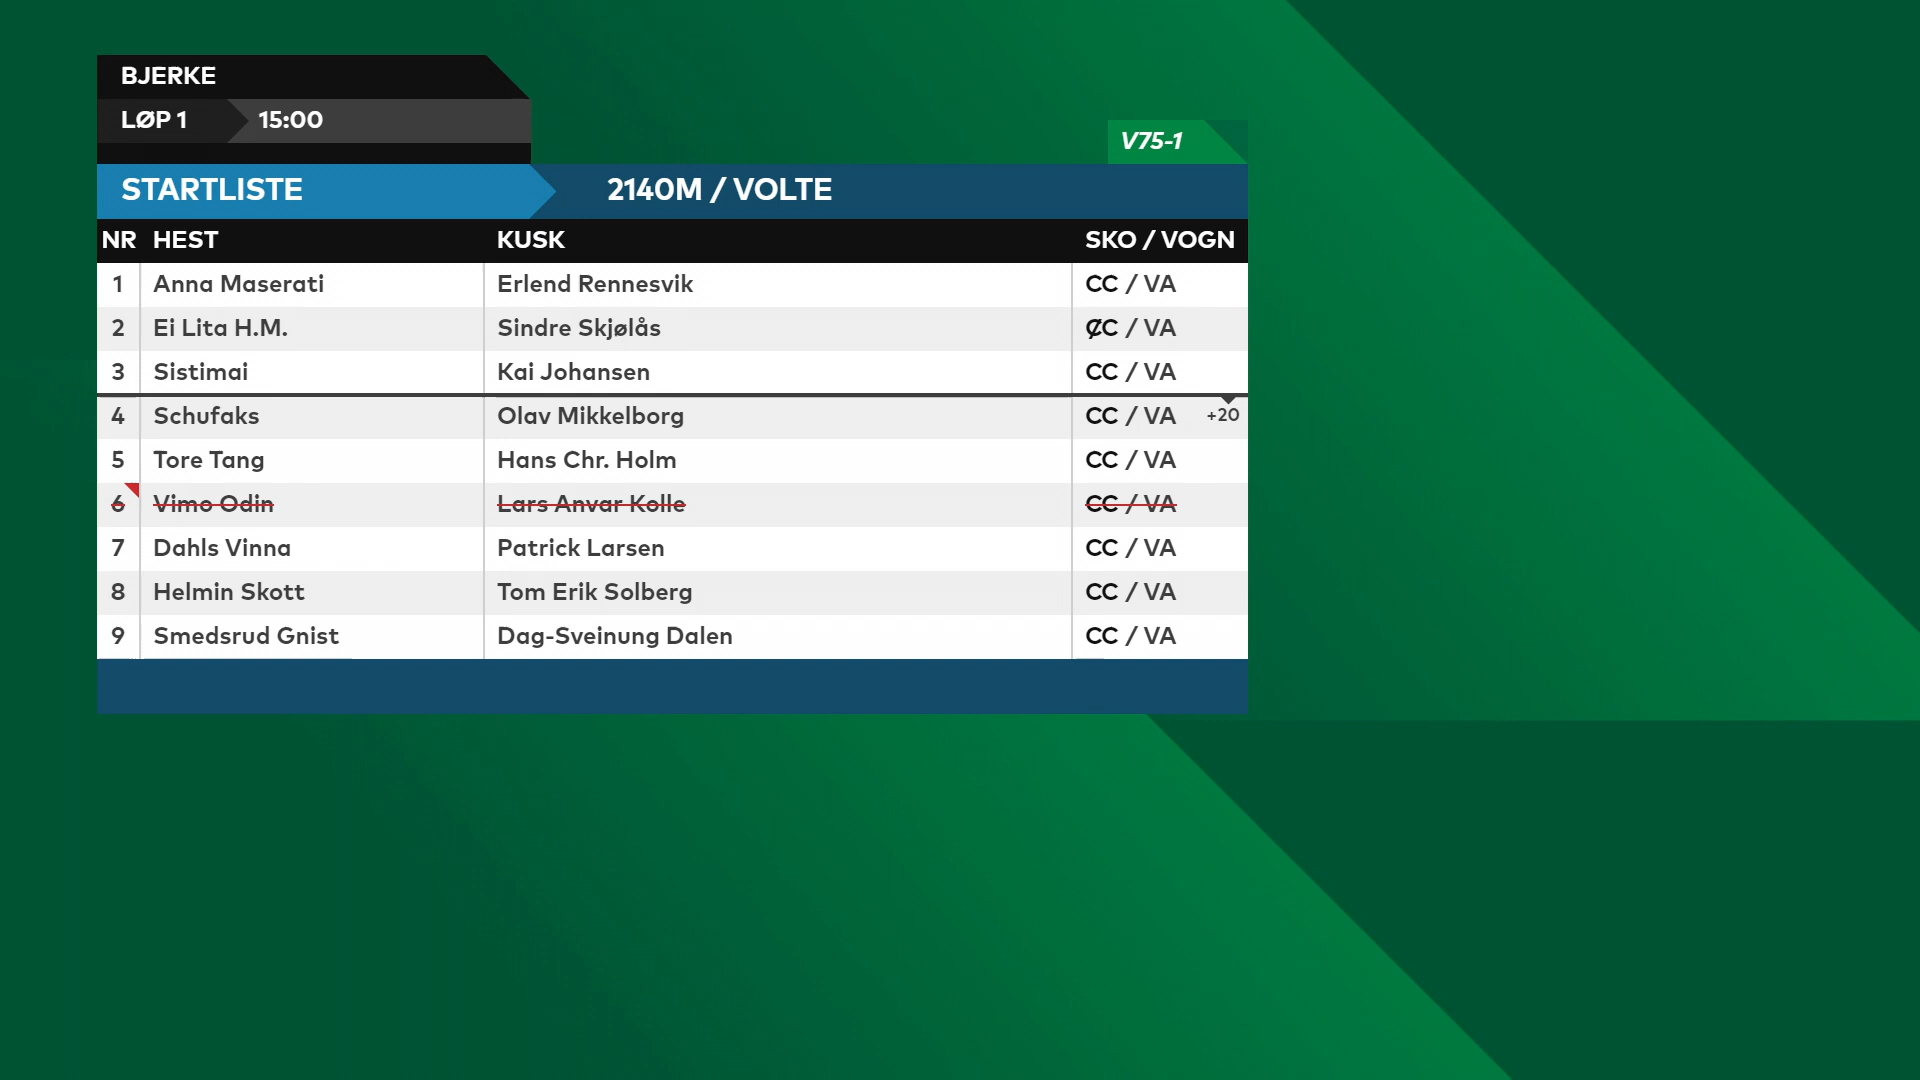 BJERKE
LØP 1 15:00
V75-1
STARTLISTE 2140M / VOLTE
NR HEST KUSK SKO / VOGN
1 Anna Maserati Erlend Rennesvik CC / VA
2 Ei Lita H.M. Sindre Skjølås ȻC / VA
3 Sistimai Kai Johansen CC / VA
4 Schufaks Olav Mikkelborg CC / VA +20
5 Tore Tang Hans Chr. Holm CC / VA
6 Vimo Odin Lars Anvar Kolle CC / VA
7 Dahls Vinna Patrick Larsen CC / VA
8 Helmin Skott Tom Erik Solberg CC / VA
9 Smedsrud Gnist Dag-Sveinung Dalen CC / VA